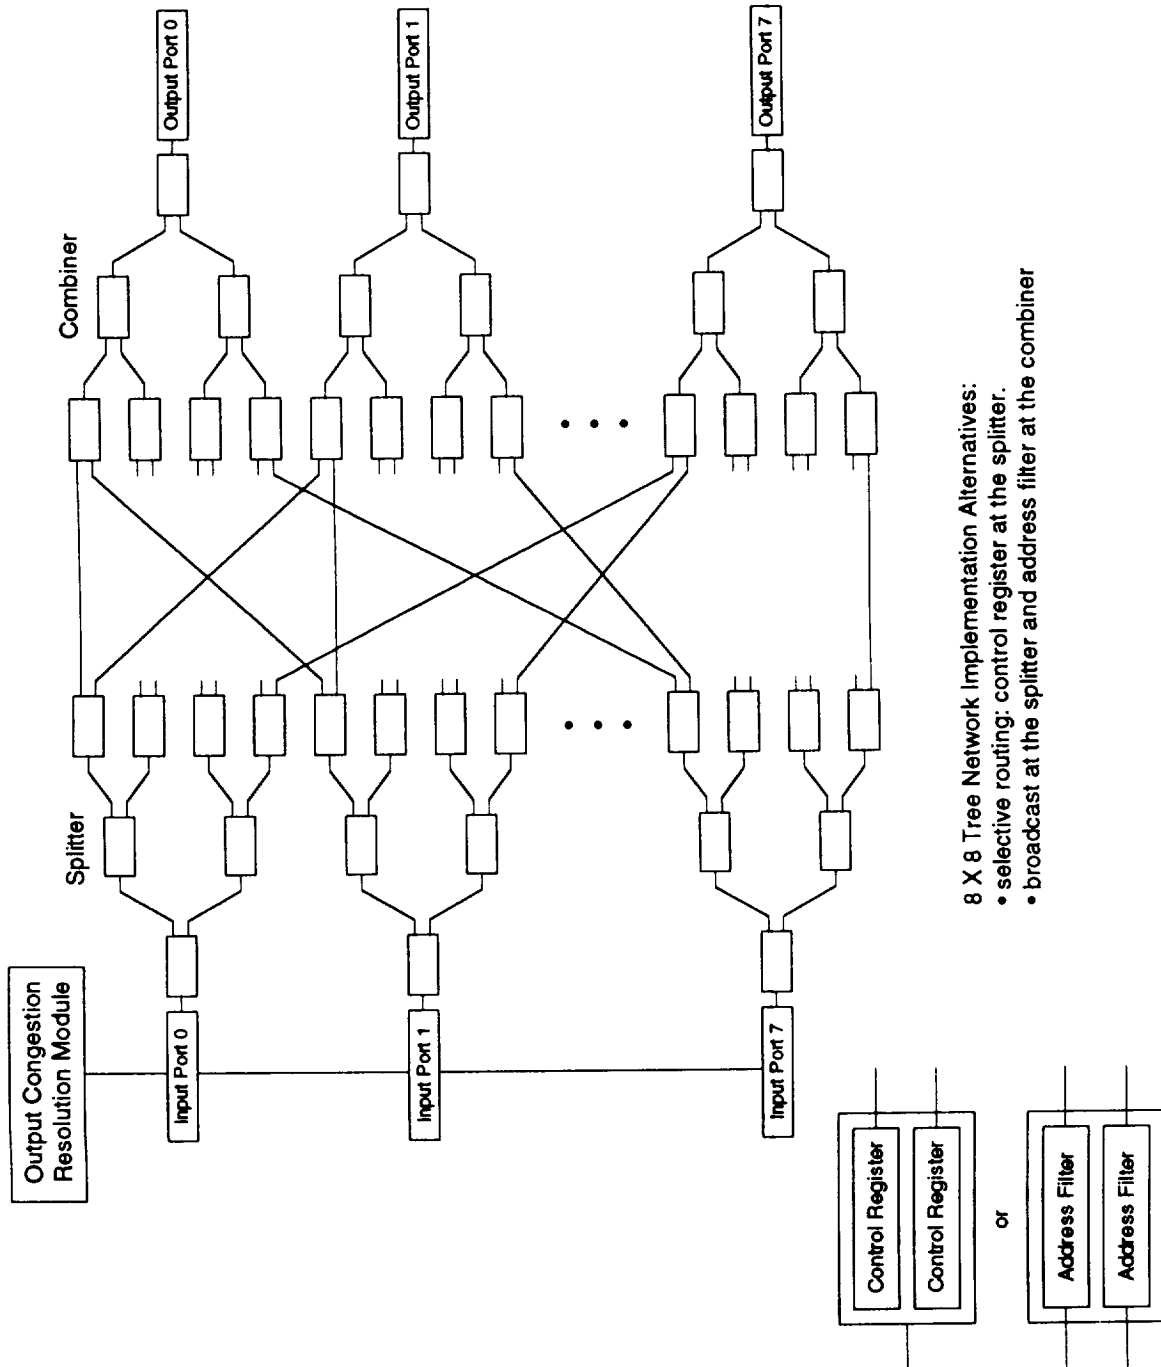 Output Congestion
Resolution Module
Input Port 0
Input Port 1
Input Port 7
Splitter
Combiner
Output Port 0
Output Port 1
Output Port 7
Control Register
Control Register
or
Address Filter
Address Filter
8 X 8 Tree Network Implementation Alternatives:
• selective routing: control register at the splitter.
• broadcast at the splitter and address filter at the combiner